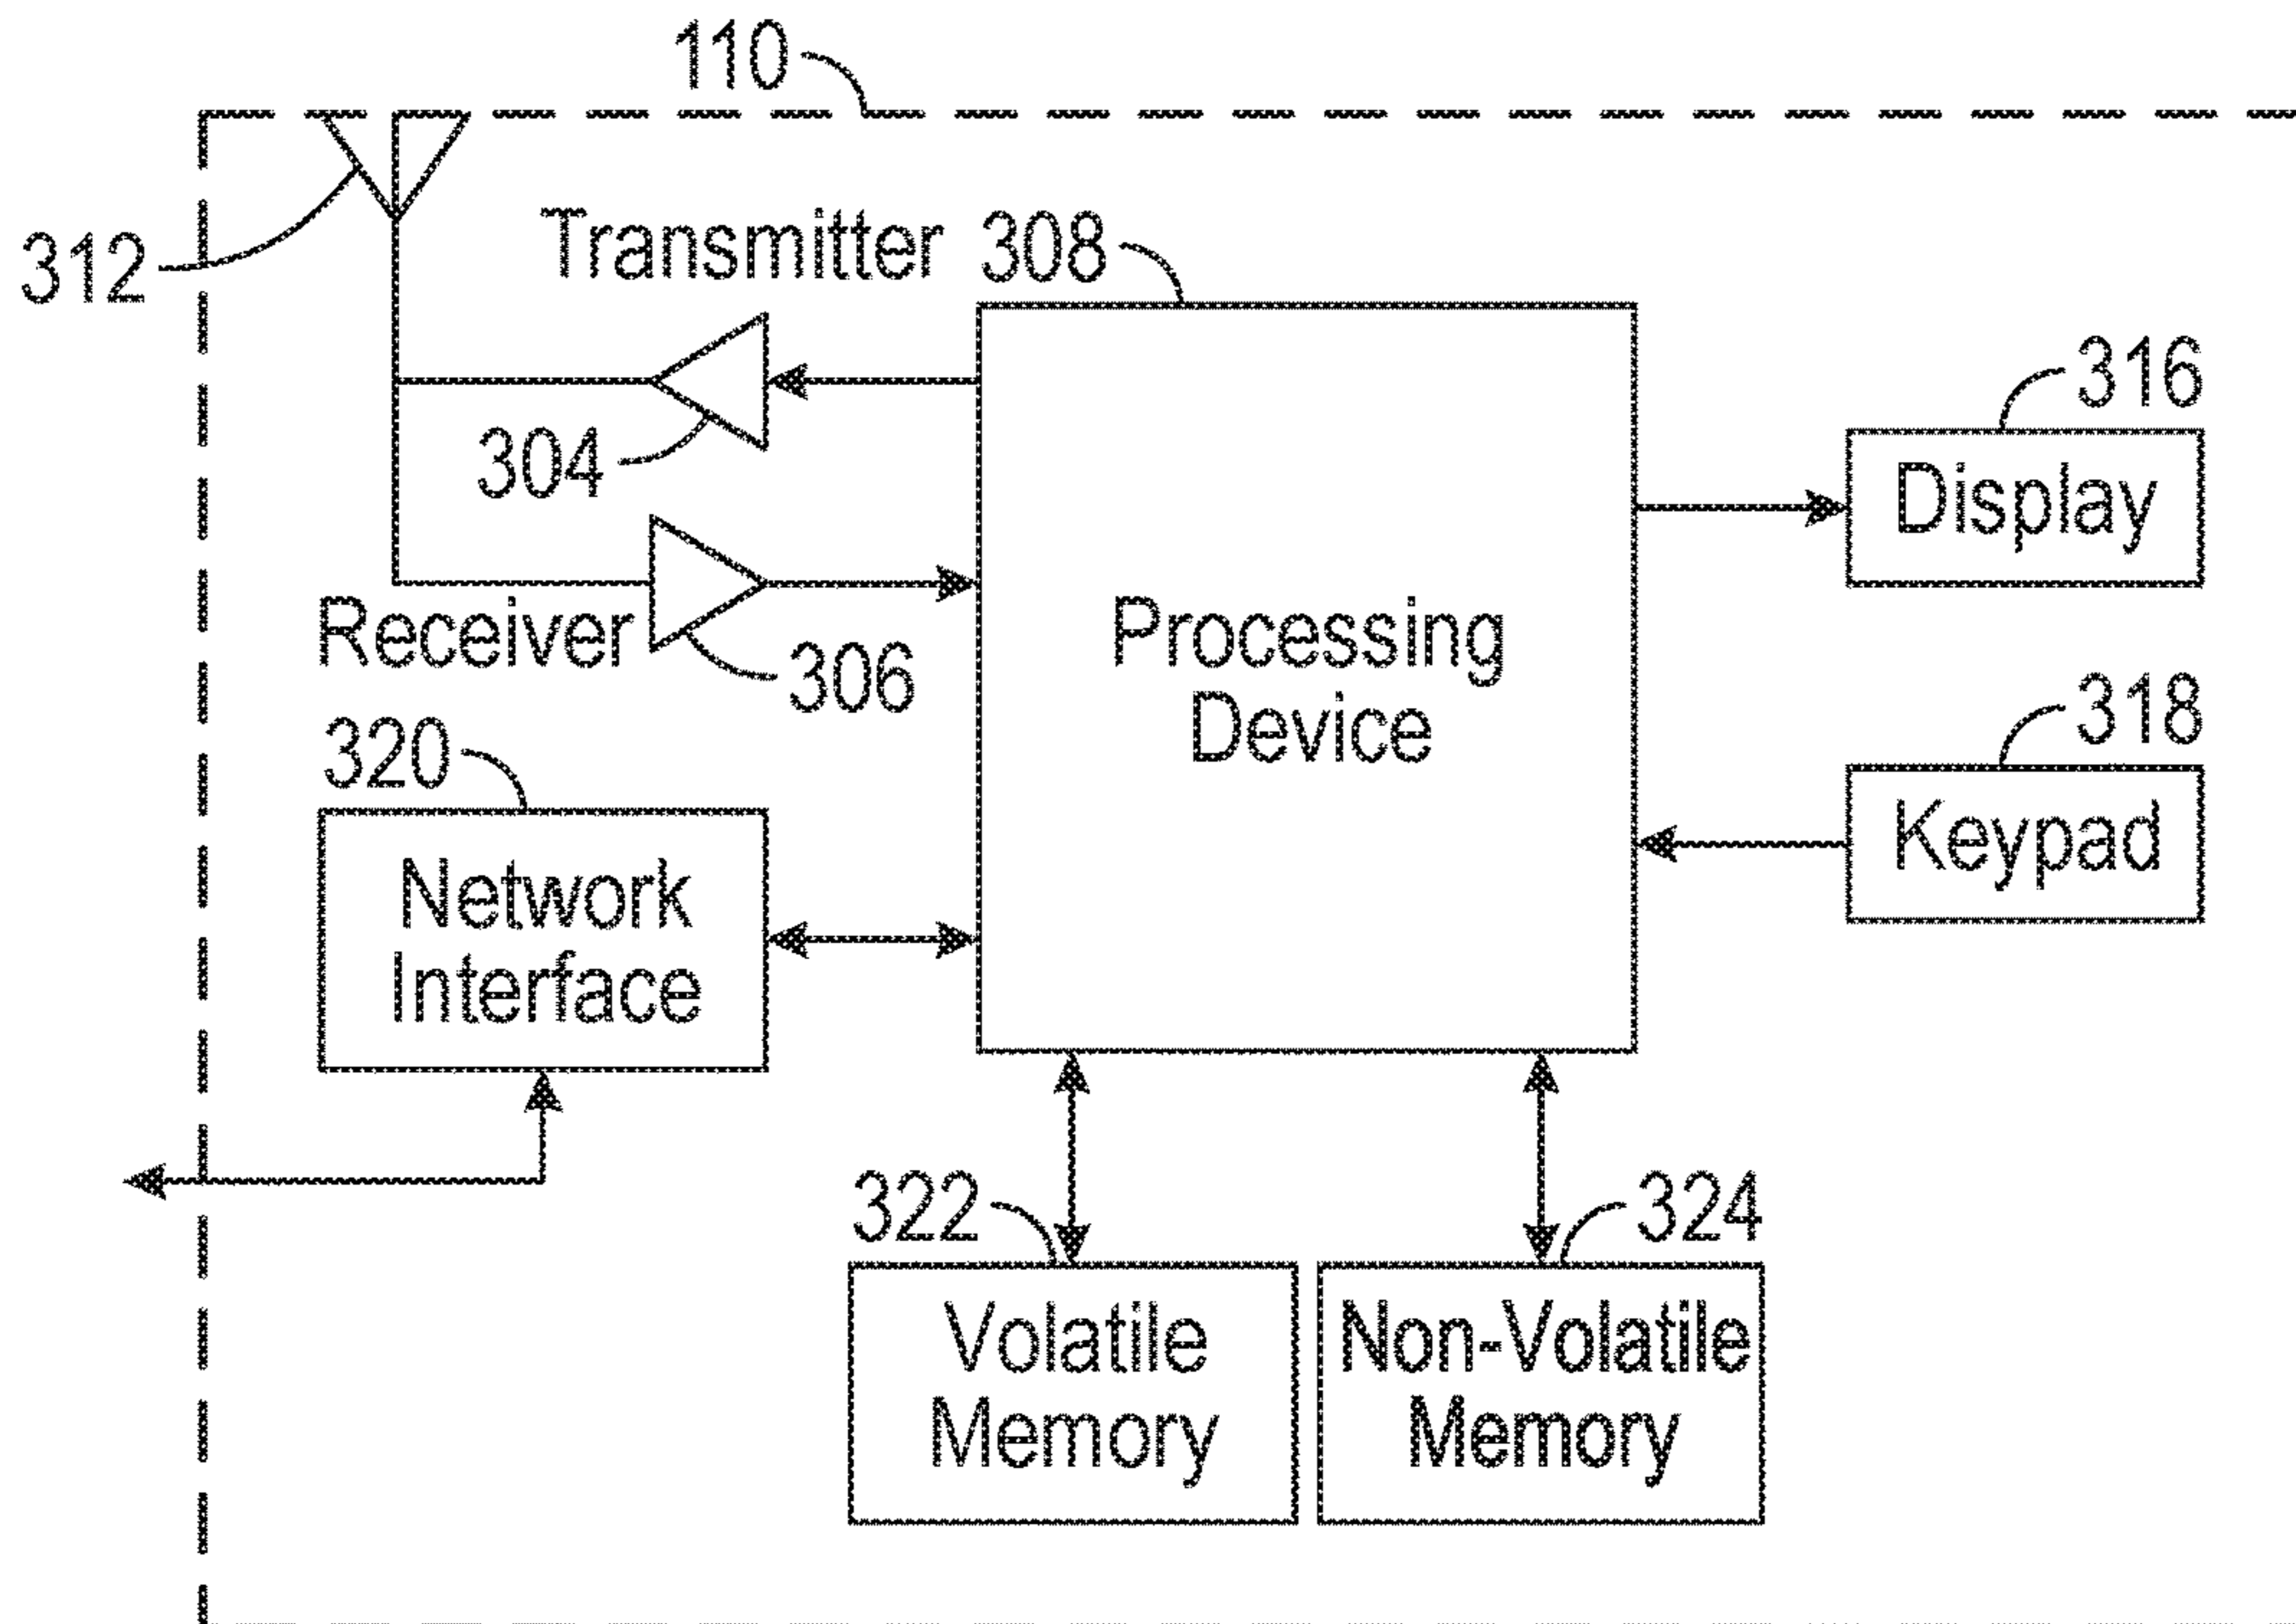 110
312
Transmitter
308
304
316
Display
Receiver
306
Processing
Device
318
Keypad
320
Network
Interface
322
324
Volatile
Memory
Non-Volatile
Memory